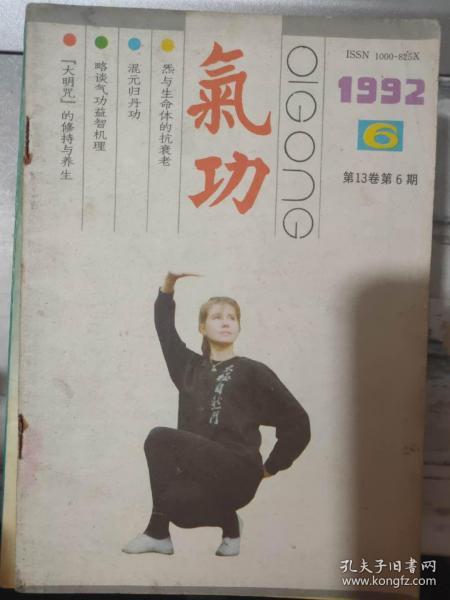 ISSN 1000-825X
1992
6
第13卷第6期
氣功
QIGONG
炁与生命体的抗衰老
混元归丹功
略谈气功益智机理
『大明咒』的修持与养生
孔夫子旧书网
www.kongfz.com